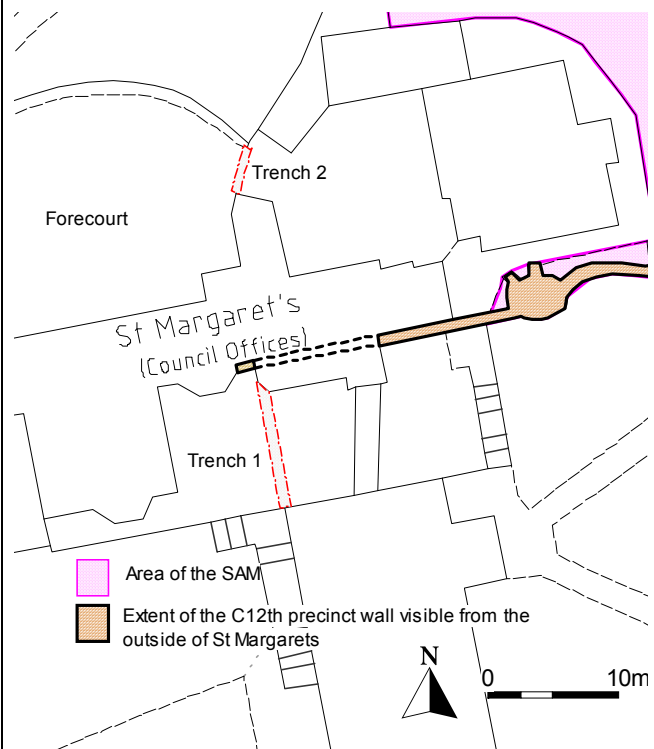 Trench 2
Forecourt
St Margaret's
(Council Offices)
Trench 1
Area of the SAM
Extent of the C12th precinct wall visible from the
outside of St Margarets
N
0 10m